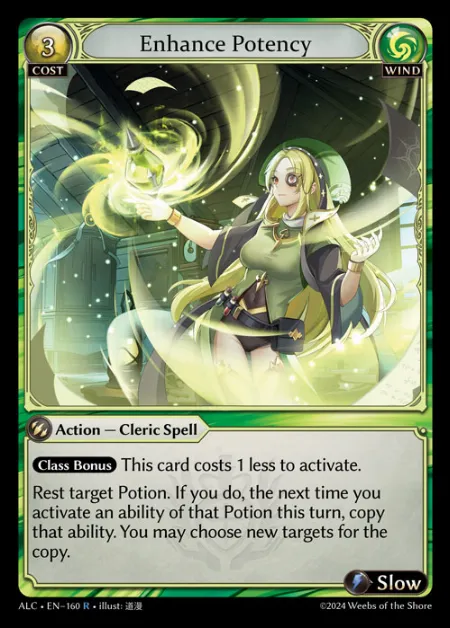 3
Enhance Potency
COST
WIND
Action — Cleric Spell
Class Bonus This card costs 1 less to activate.
Rest target Potion. If you do, the next time you
activate an ability of that Potion this turn, copy
that ability. You may choose new targets for the
copy.
Slow
ALC • EN-160 R • illust: 道漫
©2024 Weebs of the Shore